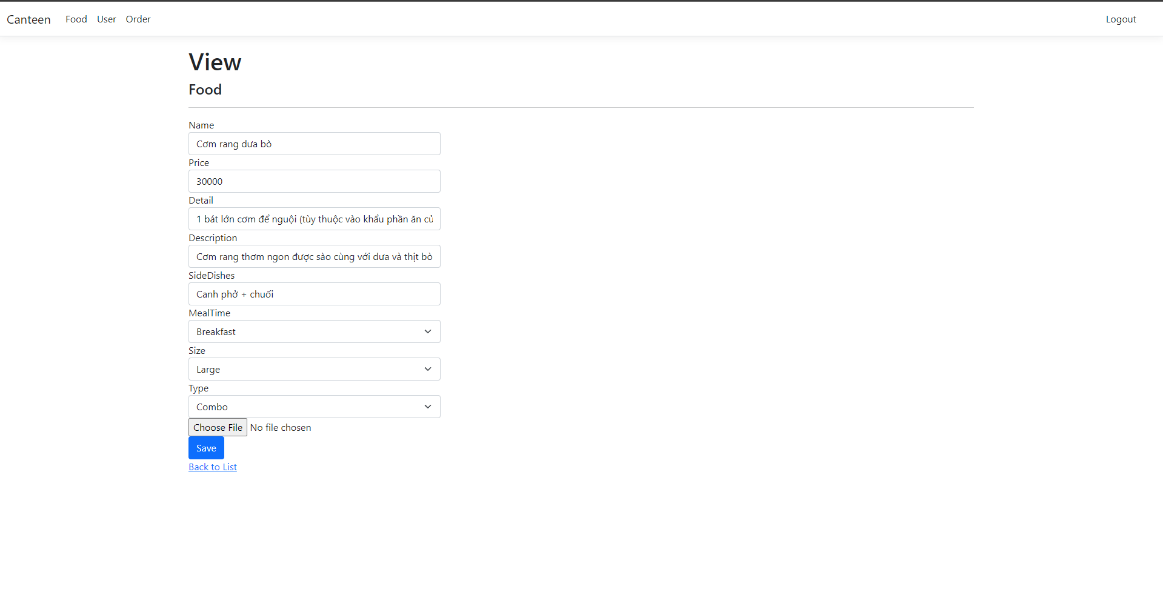 Canteen Food User Order Logout
View
Food
Name
Cơm rang dưa bò
Price
30000
Detail
1 bát lớn cơm để nguội (tùy thuộc vào khẩu phần ăn củ
Description
Cơm rang thơm ngon được sào cùng với dưa và thịt bò
SideDishes
Canh phở + chuối
MealTime
Breakfast
Size
Large
Type
Combo
Choose File No file chosen
Save
Back to List